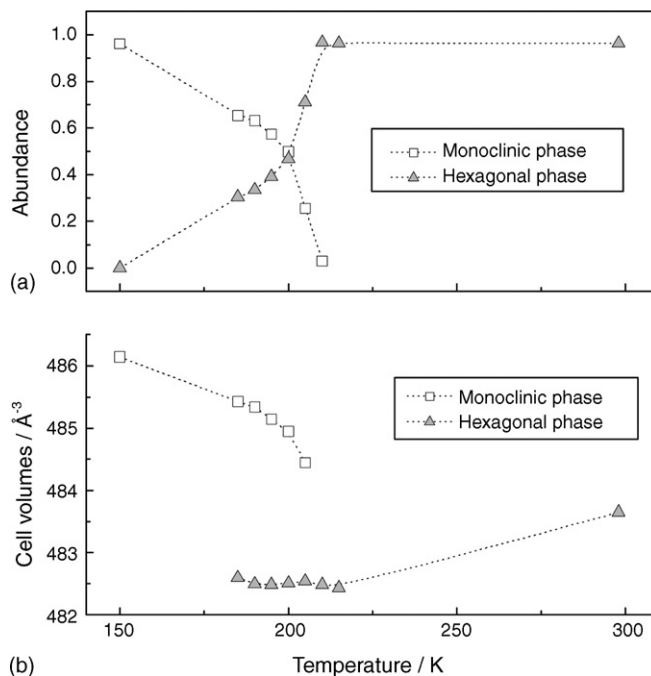 1.0
0.8
0.6
0.4
0.2
0.0
Abundance
Monoclinic phase
Hexagonal phase
(a)
486
485
484
483
482
Cell volumes / Å⁻³
Monoclinic phase
Hexagonal phase
150 200 250 300
(b) Temperature / K